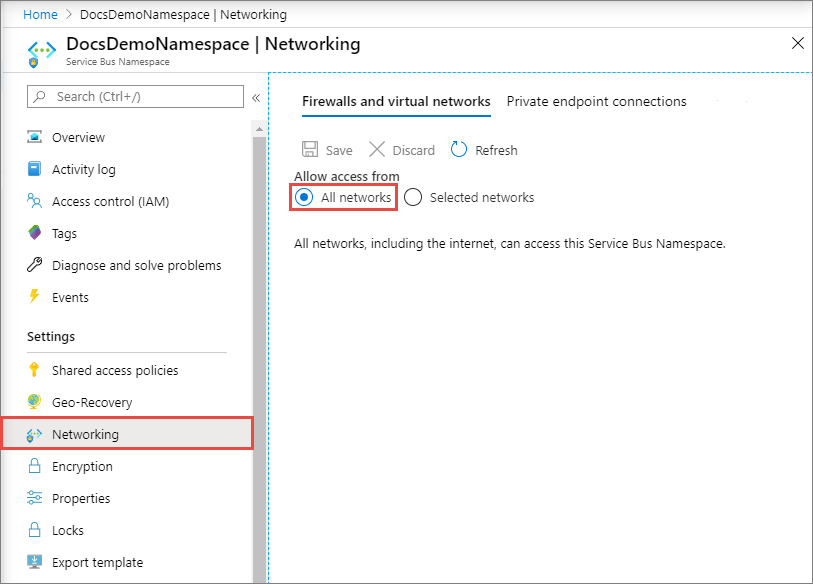 Home > DocsDemoNamespace | Networking
DocsDemoNamespace | Networking
Service Bus Namespace
Search (Ctrl+/)
«
Overview
Activity log
Access control (IAM)
Tags
Diagnose and solve problems
Events
Settings
Shared access policies
Geo-Recovery
Networking
Encryption
Properties
Locks
Export template
Firewalls and virtual networks Private endpoint connections
Save Discard Refresh
Allow access from
All networks Selected networks
All networks, including the internet, can access this Service Bus Namespace.